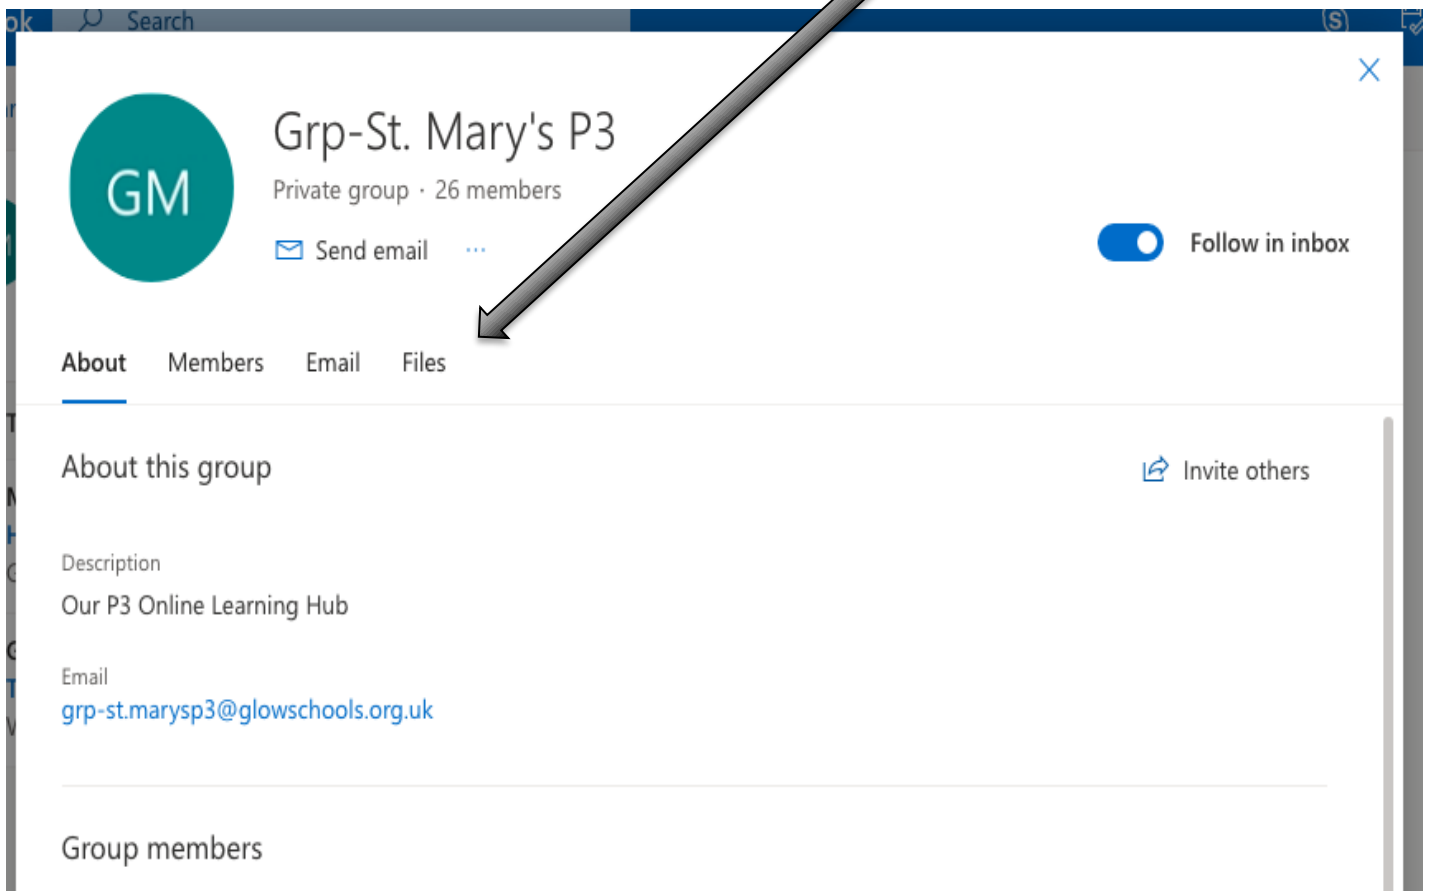 ok Search
Grp-St. Mary's P3
GM
Private group · 26 members
Send email ...
Follow in inbox
About Members Email Files
About this group
Invite others
Description
Our P3 Online Learning Hub
Email
grp-st.marysp3@glowschools.org.uk
Group members